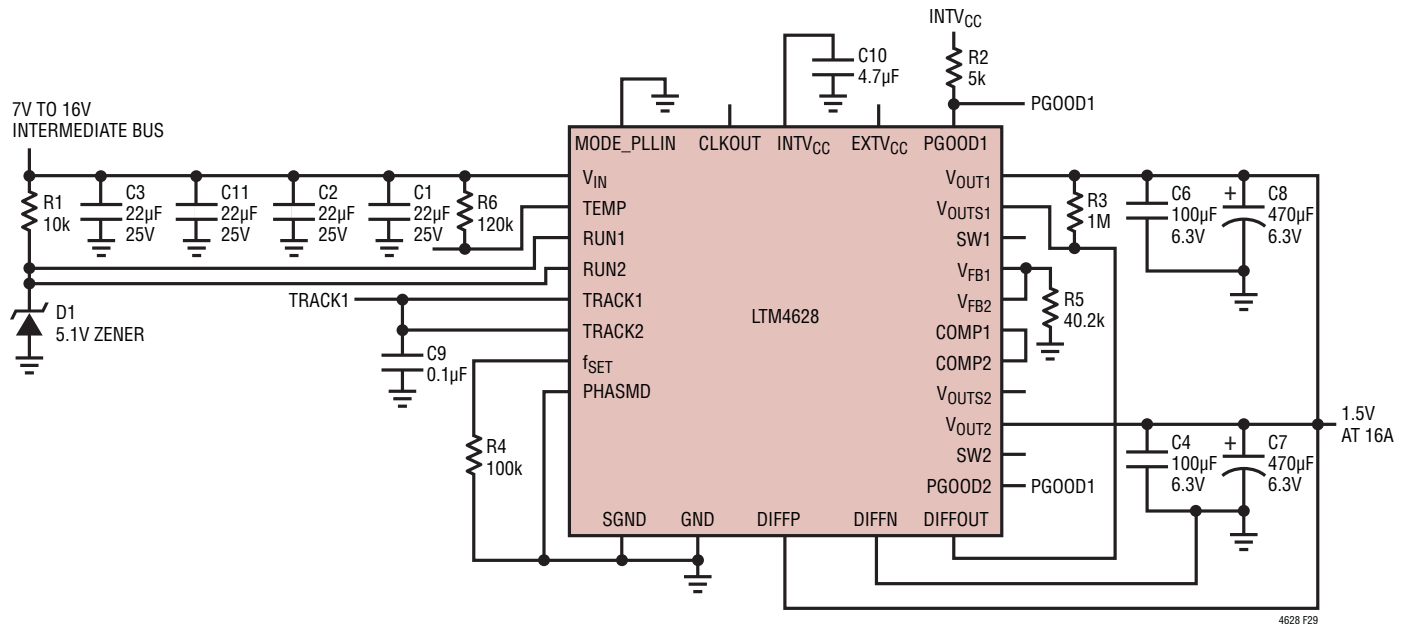 INTVCC
R2
5k
PGOOD1
C10
4.7µF
7V TO 16V
INTERMEDIATE BUS
MODE_PLLIN
CLKOUT
INTVCC
EXTVCC
PGOOD1
R1
10k
C3
22µF
25V
C11
22µF
25V
C2
22µF
25V
C1
22µF
25V
R6
120k
VIN
TEMP
RUN1
RUN2
TRACK1
TRACK2
fSET
PHASMD
TRACK1
D1
5.1V ZENER
C9
0.1µF
R4
100k
LTM4628
VOUT1
VOUTS1
SW1
VFB1
VFB2
COMP1
COMP2
VOUTS2
VOUT2
SW2
PGOOD2
PGOOD1
R3
1M
C6
100µF
6.3V
+
C8
470µF
6.3V
R5
40.2k
1.5V
AT 16A
C4
100µF
6.3V
+
C7
470µF
6.3V
SGND
GND
DIFFP
DIFFN
DIFFOUT
4628 F29